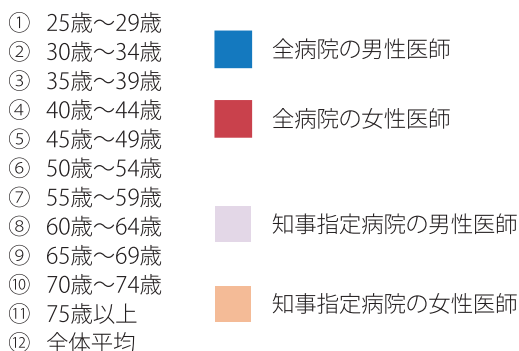 ① 25歳～29歳
② 30歳～34歳
③ 35歳～39歳
④ 40歳～44歳
⑤ 45歳～49歳
⑥ 50歳～54歳
⑦ 55歳～59歳
⑧ 60歳～64歳
⑨ 65歳～69歳
⑩ 70歳～74歳
⑪ 75歳以上
⑫ 全体平均
全病院の男性医師
全病院の女性医師
知事指定病院の男性医師
知事指定病院の女性医師